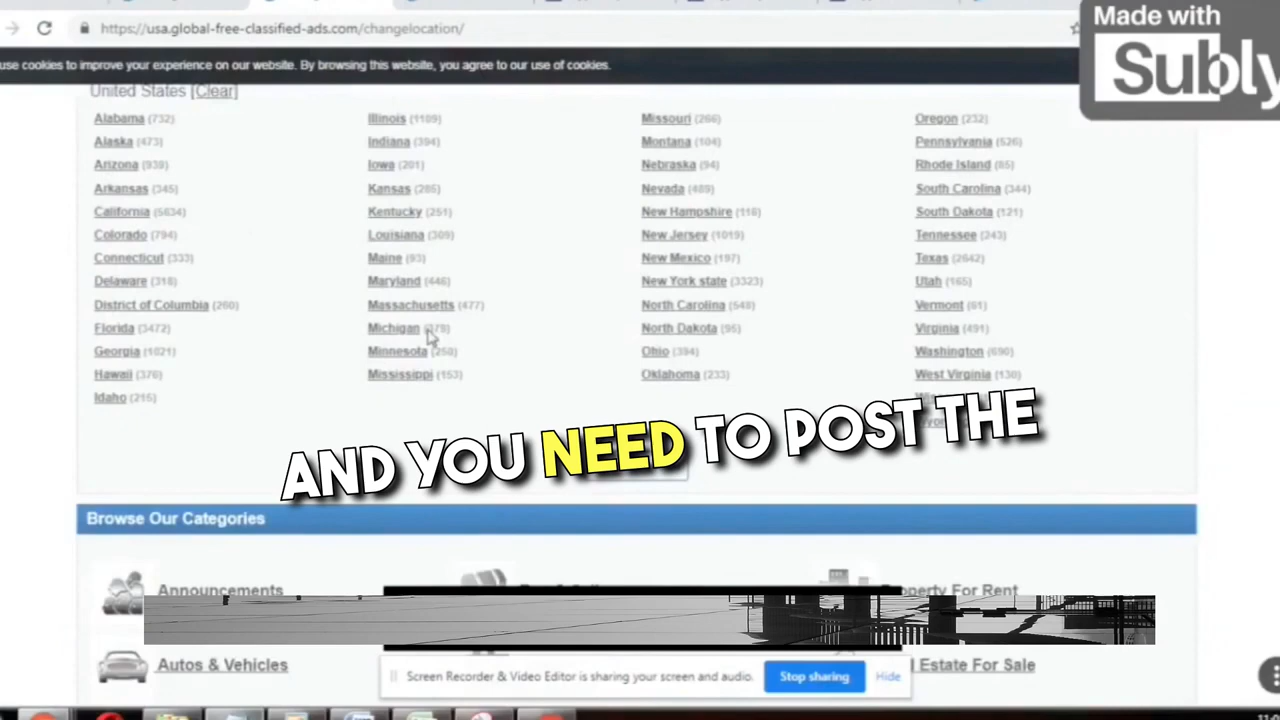 Made with
Subly
https://usa.global-free-classified-ads.com/changelocation/
use cookies to improve your experience on our website. By browsing this website, you agree to our use of cookies.
United States [Clear]
Alabama (732)
Alaska (473)
Arizona (939)
Arkansas (345)
California (5634)
Colorado (794)
Connecticut (333)
Delaware (318)
District of Columbia (260)
Florida (3472)
Georgia (1021)
Hawaii (376)
Idaho (215)
Illinois (1109)
Indiana (394)
Iowa (201)
Kansas (285)
Kentucky (251)
Louisiana (309)
Maine (93)
Maryland (446)
Massachusetts (477)
Michigan
Minnesota (250)
Mississippi (153)
Missouri (266)
Montana (104)
Nebraska (94)
Nevada (489)
New Hampshire (116)
New Jersey (1019)
New Mexico (197)
New York state (3323)
North Carolina (548)
North Dakota (95)
Ohio (394)
Oklahoma (233)
Oregon (232)
Pennsylvania (526)
Rhode Island (85)
South Carolina (344)
South Dakota (121)
Tennessee (243)
Texas (2642)
Utah (165)
Vermont (61)
Virginia (491)
Washington (690)
West Virginia (130)
AND YOU NEED TO POST THE
Browse Our Categories
Announcements
Property For Rent
Autos & Vehicles
Estate For Sale
Screen Recorder & Video Editor is sharing your screen and audio.
Stop sharing
Hide